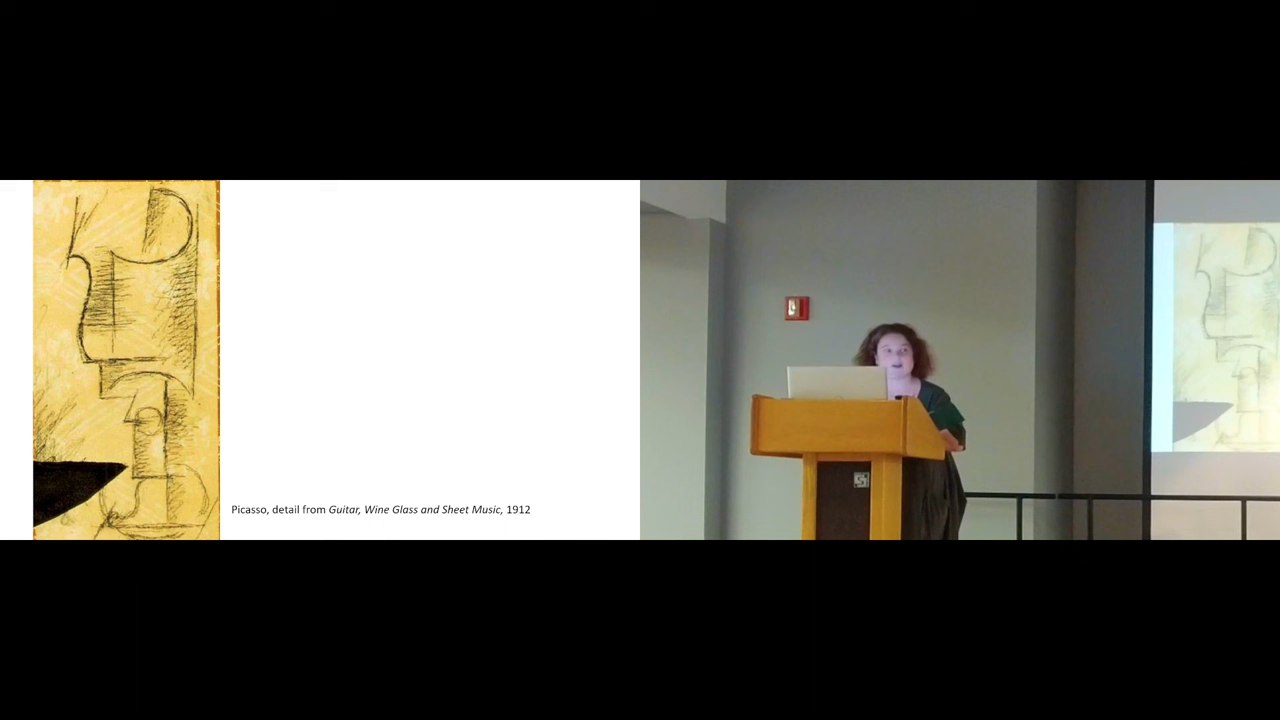 Picasso, detail from Guitar, Wine Glass and Sheet Music, 1912